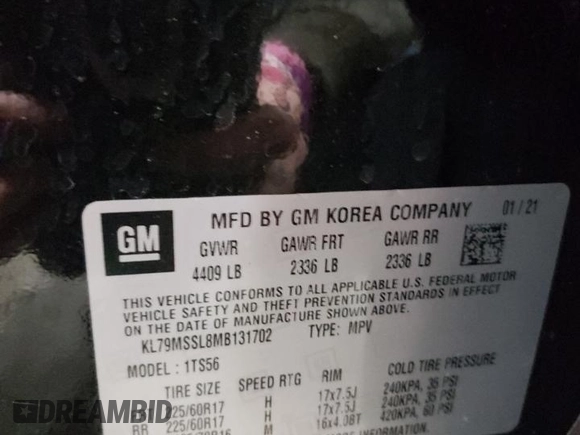 GM
MFD BY GM KOREA COMPANY 01/21
GVWR GAWR FRT GAWR RR
4409 LB 2336 LB 2336 LB
THIS VEHICLE CONFORMS TO ALL APPLICABLE U.S. FEDERAL MOTOR
VEHICLE SAFETY AND THEFT PREVENTION STANDARDS IN EFFECT
ON THE DATE OF MANUFACTURE SHOWN ABOVE.
KL79MSSL8MB131702 TYPE: MPV
MODEL: 1TS56
TIRE SIZE SPEED RTG RIM COLD TIRE PRESSURE
225/60R17 H 17x7.5J 240KPA, 35 PSI
RR 225/60R17 H 17x7.5J 240KPA, 35 PSI
16x4.0BT 420KPA, 60 PSI
DREAMBID